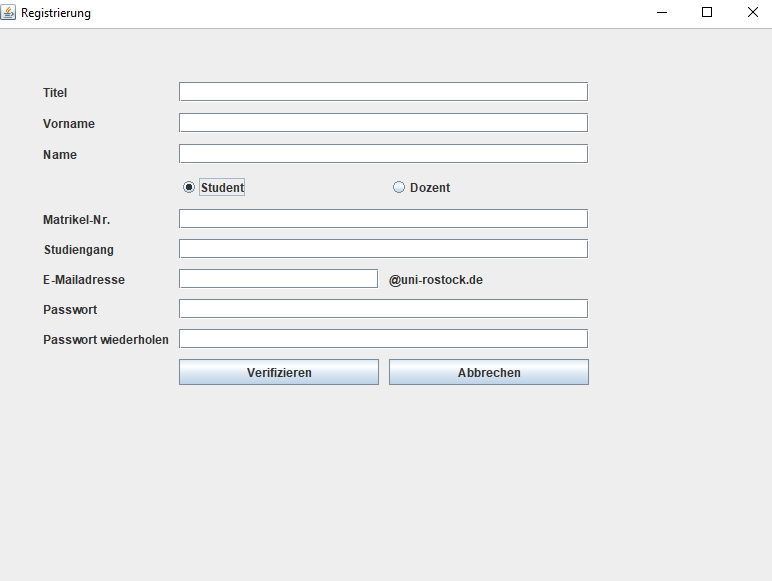 Registrierung
Titel
Vorname
Name
Student Dozent
Matrikel-Nr.
Studiengang
E-Mailadresse @uni-rostock.de
Passwort
Passwort wiederholen
Verifizieren Abbrechen